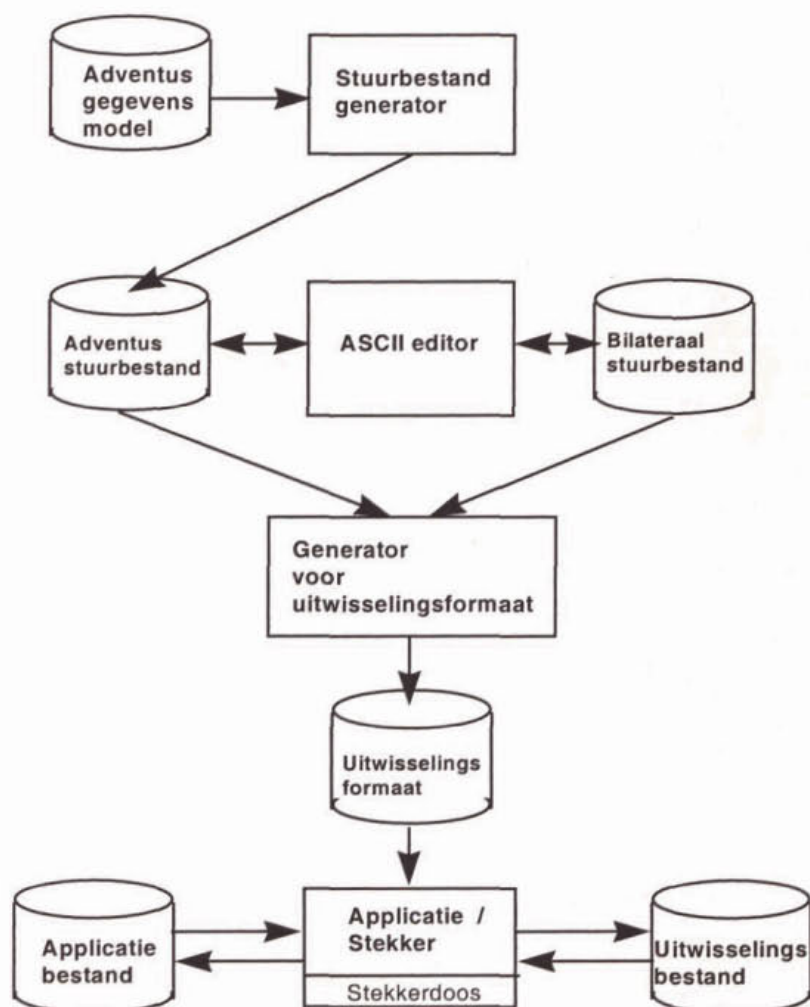 Adventus
gegevens
model
Stuurbestand
generator
Adventus
stuurbestand
ASCII editor
Bilateraal
stuurbestand
Generator
voor
uitwisselingsformaat
Uitwisselings
formaat
Applicatie
bestand
Applicatie /
Stekker
Stekkerdoos
Uitwisselings
bestand